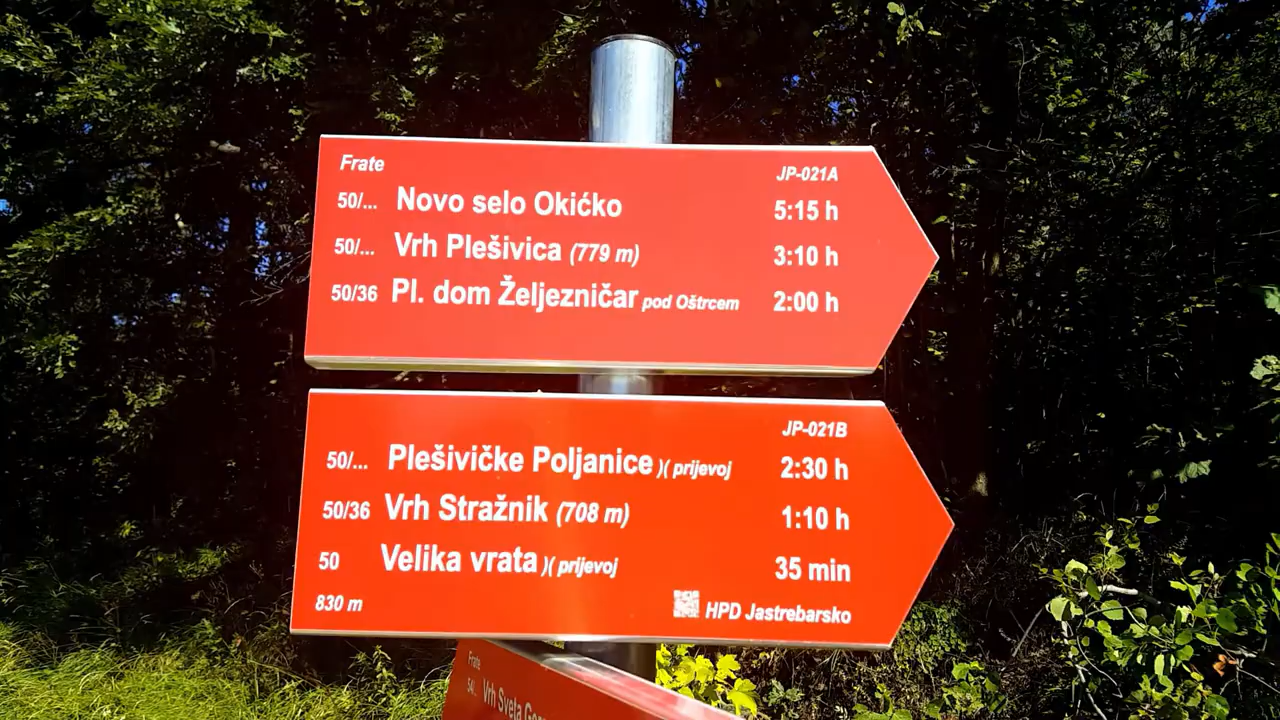 Frate JP-021A
50/... Novo selo Okićko 5:15 h
50/... Vrh Plešivica (779 m) 3:10 h
50/36 Pl. dom Željezničar pod Oštrcem 2:00 h
JP-021B
50/... Plešivičke Poljanice )( prijevoj 2:30 h
50/36 Vrh Stražnik (708 m) 1:10 h
50 Velika vrata )( prijevoj 35 min
830 m HPD Jastrebarsko
Frate
Vrh Sveta